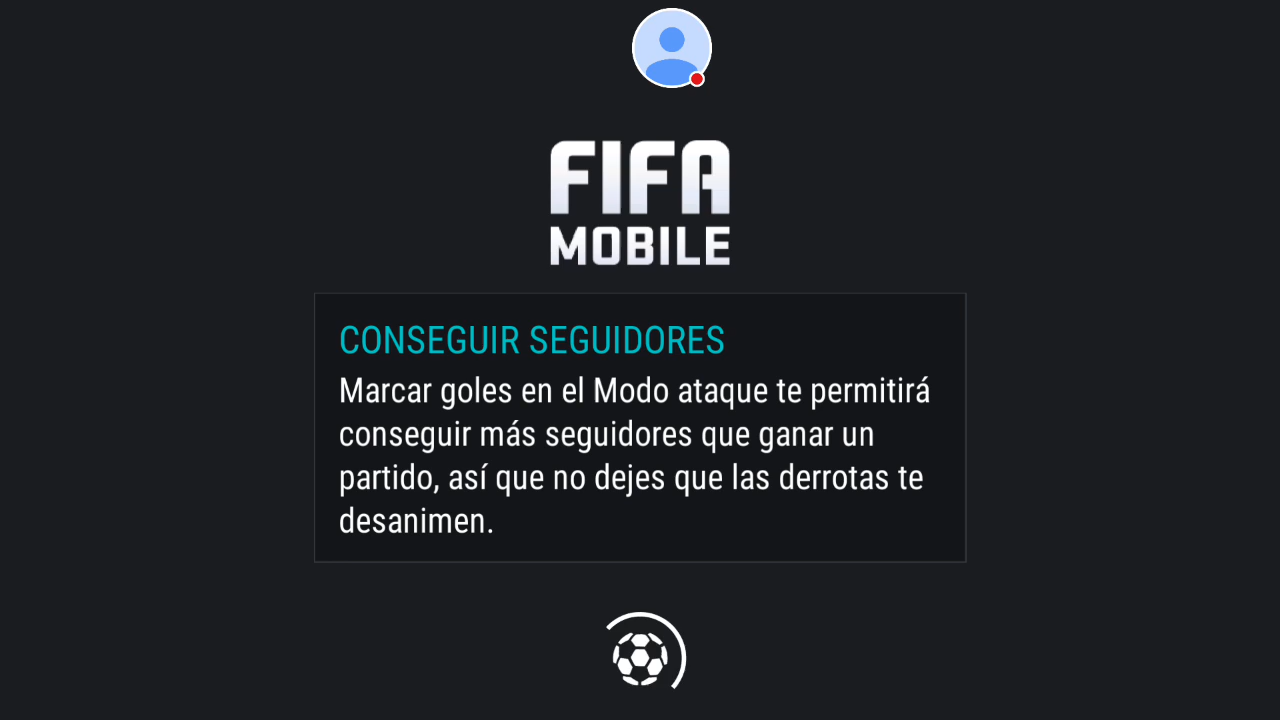 FIFA
MOBILE
CONSEGUIR SEGUIDORES
Marcar goles en el Modo ataque te permitirá
conseguir más seguidores que ganar un
partido, así que no dejes que las derrotas te
desanimen.